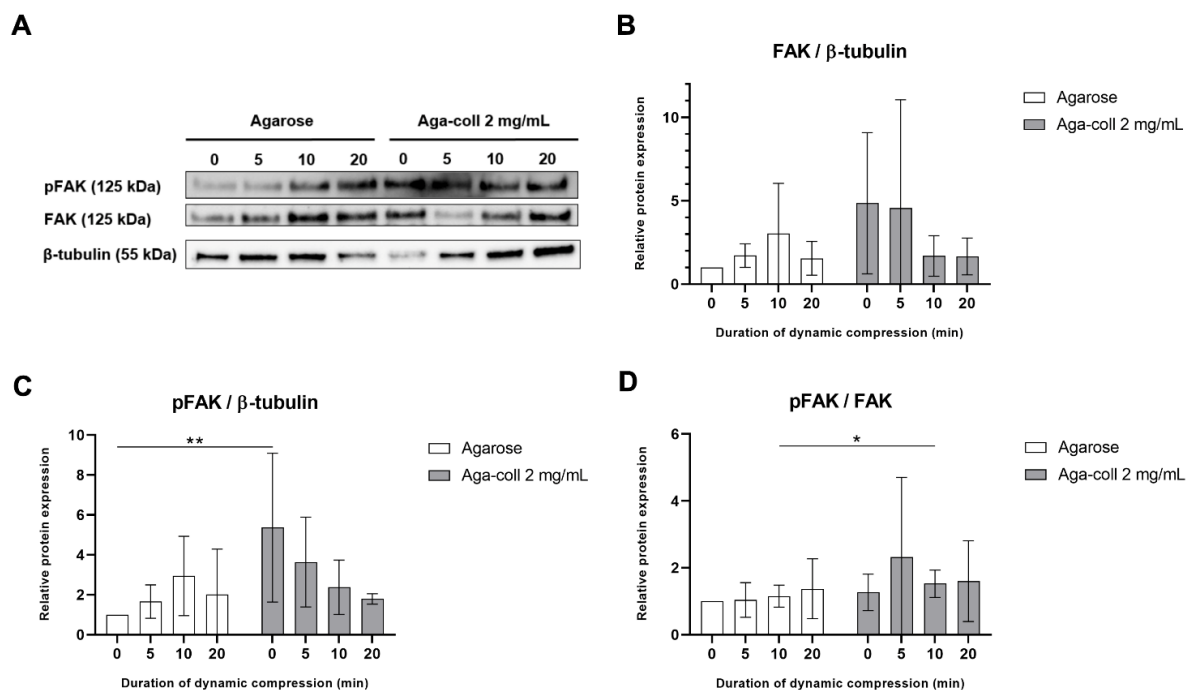 A
Agarose Aga-coll 2 mg/mL
0 5 10 20 0 5 10 20
pFAK (125 kDa)
FAK (125 kDa)
β-tubulin (55 kDa)
B
FAK / β-tubulin
Relative protein expression
10
5
0
0 5 10 20 0 5 10 20
Duration of dynamic compression (min)
Agarose
Aga-coll 2 mg/mL
C
pFAK / β-tubulin
Relative protein expression
10
8
6
4
2
0
**
0 5 10 20 0 5 10 20
Duration of dynamic compression (min)
Agarose
Aga-coll 2 mg/mL
D
pFAK / FAK
Relative protein expression
6
4
2
0
*
0 5 10 20 0 5 10 20
Duration of dynamic compression (min)
Agarose
Aga-coll 2 mg/mL